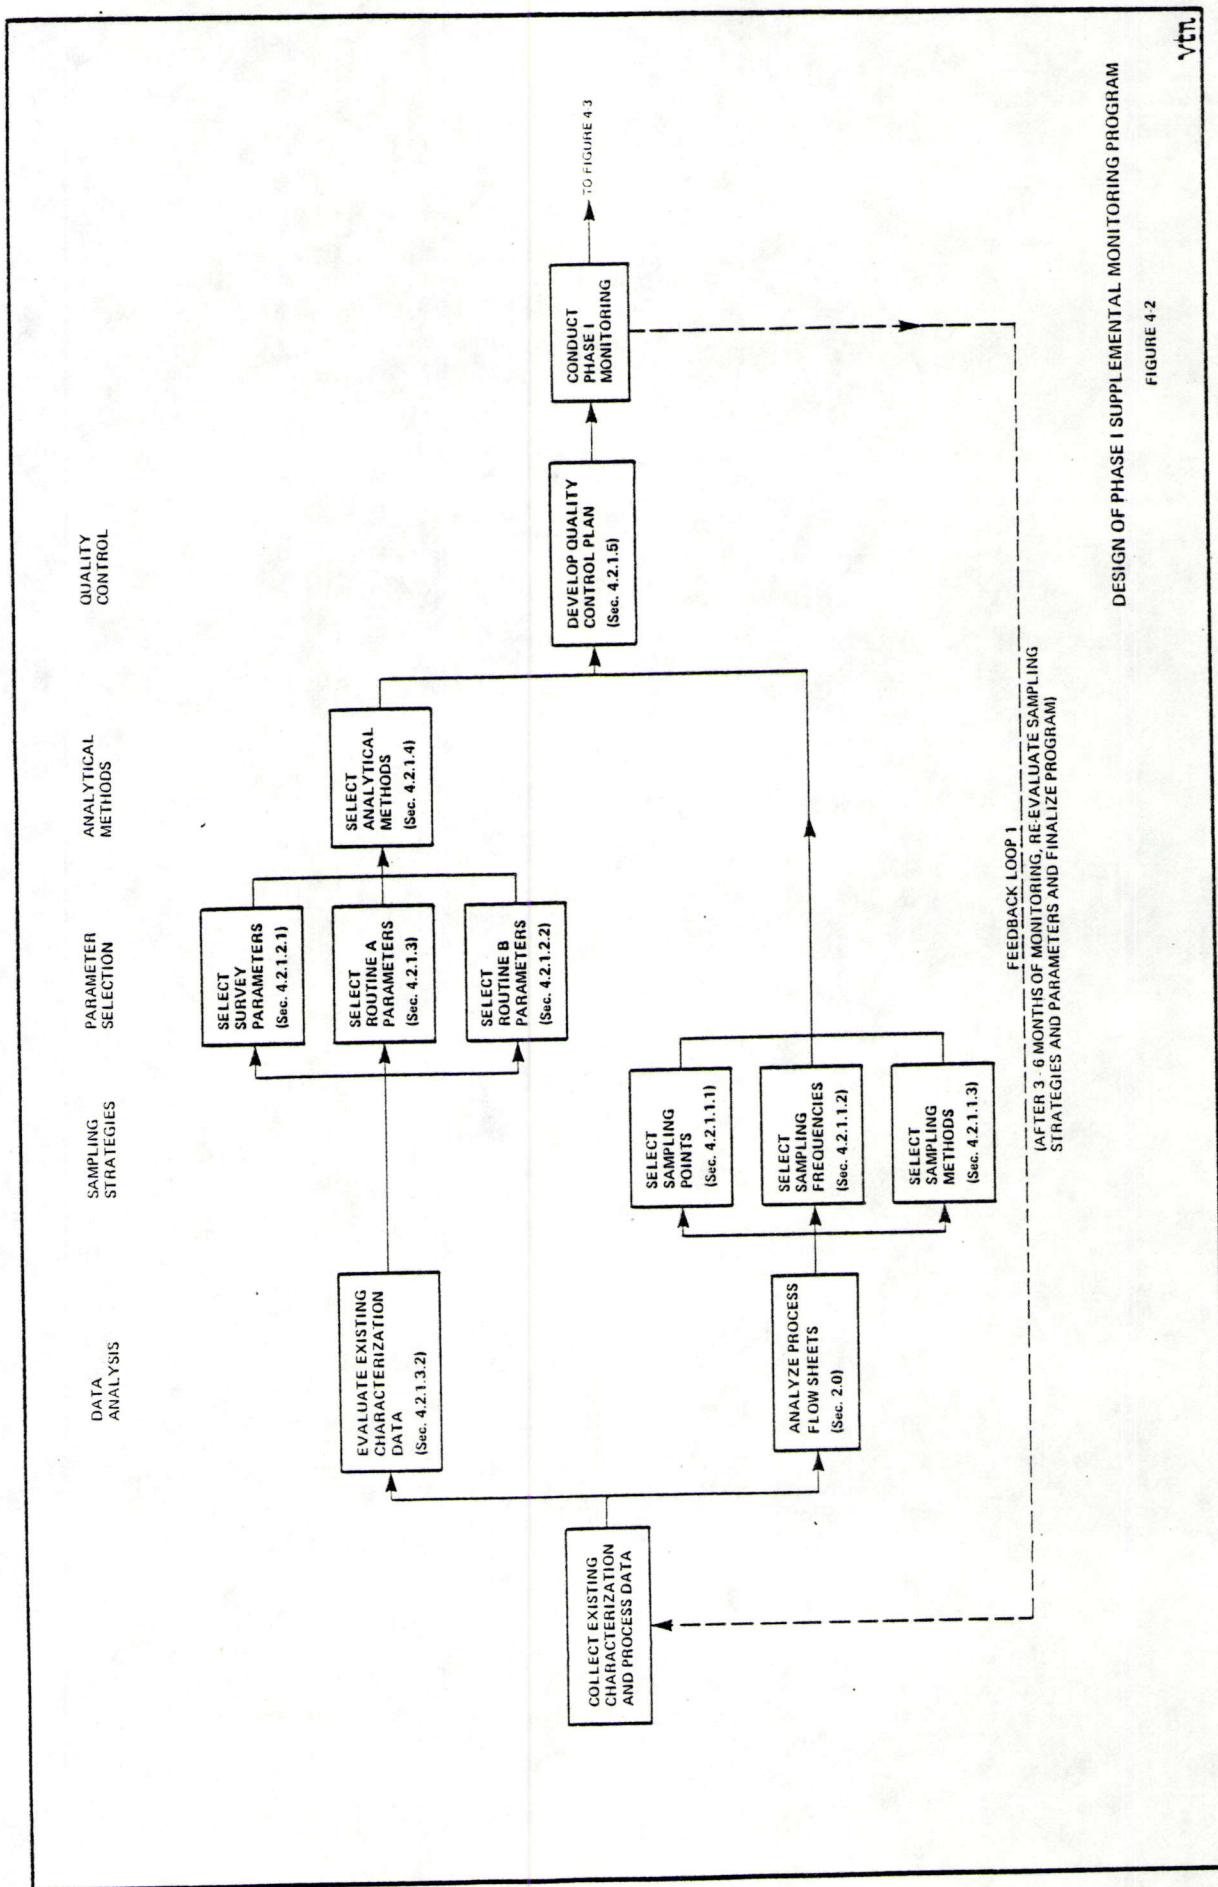 DATA
ANALYSIS
SAMPLING
STRATEGIES
PARAMETER
SELECTION
ANALYTICAL
METHODS
QUALITY
CONTROL
COLLECT EXISTING
CHARACTERIZATION
AND PROCESS DATA
EVALUATE EXISTING
CHARACTERIZATION
DATA
(Sec. 4.2.1.3.2)
ANALYZE PROCESS
FLOW SHEETS
(Sec. 2.0)
SELECT
SURVEY
PARAMETERS
(Sec. 4.2.1.2.1)
SELECT
ROUTINE A
PARAMETERS
(Sec. 4.2.1.3)
SELECT
ROUTINE B
PARAMETERS
(Sec. 4.2.1.2.2)
SELECT
SAMPLING
POINTS
(Sec. 4.2.1.1.1)
SELECT
SAMPLING
FREQUENCIES
(Sec. 4.2.1.1.2)
SELECT
SAMPLING
METHODS
(Sec. 4.2.1.1.3)
SELECT
ANALYTICAL
METHODS
(Sec. 4.2.1.4)
DEVELOP QUALITY
CONTROL PLAN
(Sec. 4.2.1.5)
CONDUCT
PHASE I
MONITORING
TO FIGURE 4-3
FEEDBACK LOOP 1
(AFTER 3 - 6 MONTHS OF MONITORING, RE-EVALUATE SAMPLING
STRATEGIES AND PARAMETERS AND FINALIZE PROGRAM)
DESIGN OF PHASE I SUPPLEMENTAL MONITORING PROGRAM
FIGURE 4-2
vtn